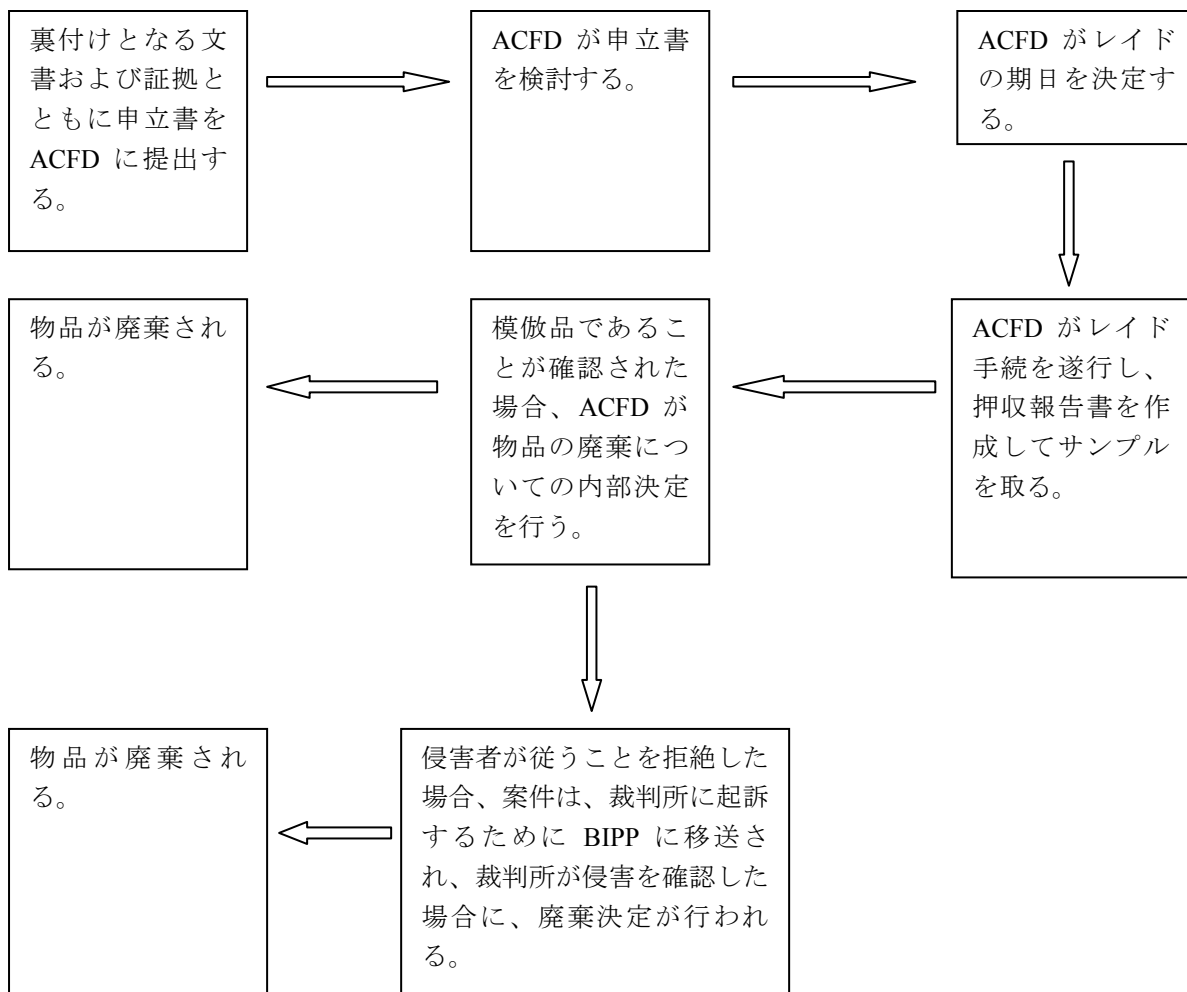 裏付けとなる文
書および証拠と
ともに申立書を
ACFD に提出す
る。
ACFD が申立書
を検討する。
ACFD がレイド
の期日を決定す
る。
ACFD がレイド
手続を遂行し、
押収報告書を作
成してサンプル
を取る。
模倣品であるこ
とが確認された
場合、ACFD が
物品の廃棄につ
いての内部決定
を行う。
物品が廃棄され
る。
侵害者が従うことを拒絶した
場合、案件は、裁判所に起訴
するために BIPP に移送さ
れ、裁判所が侵害を確認した
場合に、廃棄決定が行われ
る。
物品が廃棄され
る。